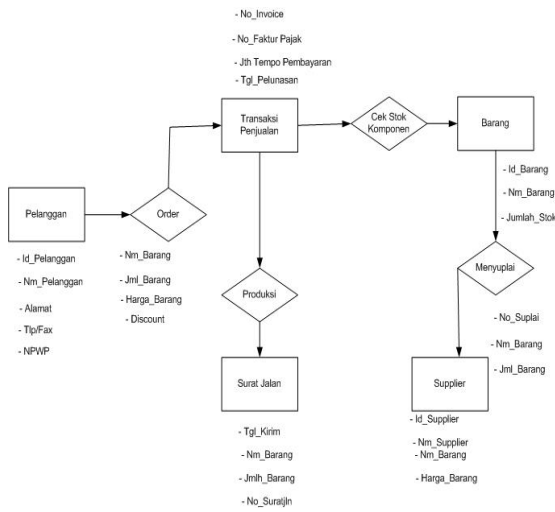 - No_Invoice
- No_Faktur Pajak
- Jth Tempo Pembayaran
- Tgl_Pelunasan
Transaksi
Penjualan
Cek Stok
Komponen
Barang
- Id_Barang
- Nm_Barang
- Jumlah_Stok
Pelanggan
Order
- Id_Pelanggan
- Nm_Pelanggan
- Alamat
- Tlp/Fax
- NPWP
- Nm_Barang
- Jml_Barang
- Harga_Barang
- Discount
Produksi
Menyuplai
- No_Suplai
- Nm_Barang
- Jml_Barang
Surat Jalan
- Tgl_Kirim
- Nm_Barang
- Jmlh_Barang
- No_Suratjln
Supplier
- Id_Supplier
- Nm_Supplier
- Nm_Barang
- Harga_Barang